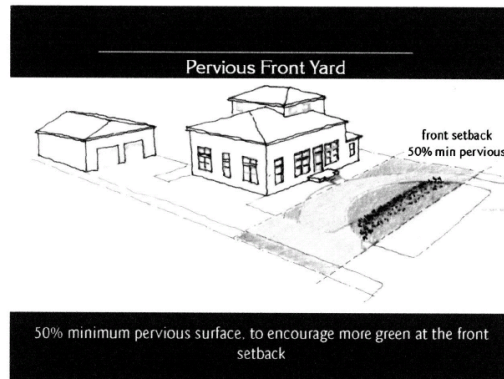 Pervious Front Yard
front setback
50% min pervious
50% minimum pervious surface, to encourage more green at the front
setback